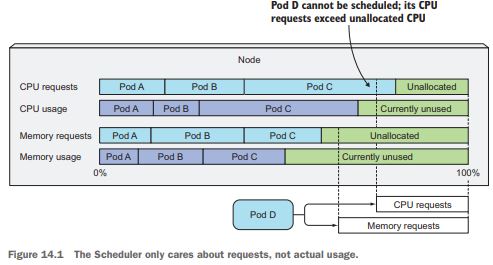 Pod D cannot be scheduled; its CPU
requests exceed unallocated CPU
Node
CPU requests Pod A Pod B Pod C Unallocated
CPU usage Pod A Pod B Pod C Currently unused
Memory requests Pod A Pod B Pod C Unallocated
Memory usage Pod A Pod B Pod C Currently unused
0% 100%
CPU requests
Pod D
Memory requests
Figure 14.1 The Scheduler only cares about requests, not actual usage.